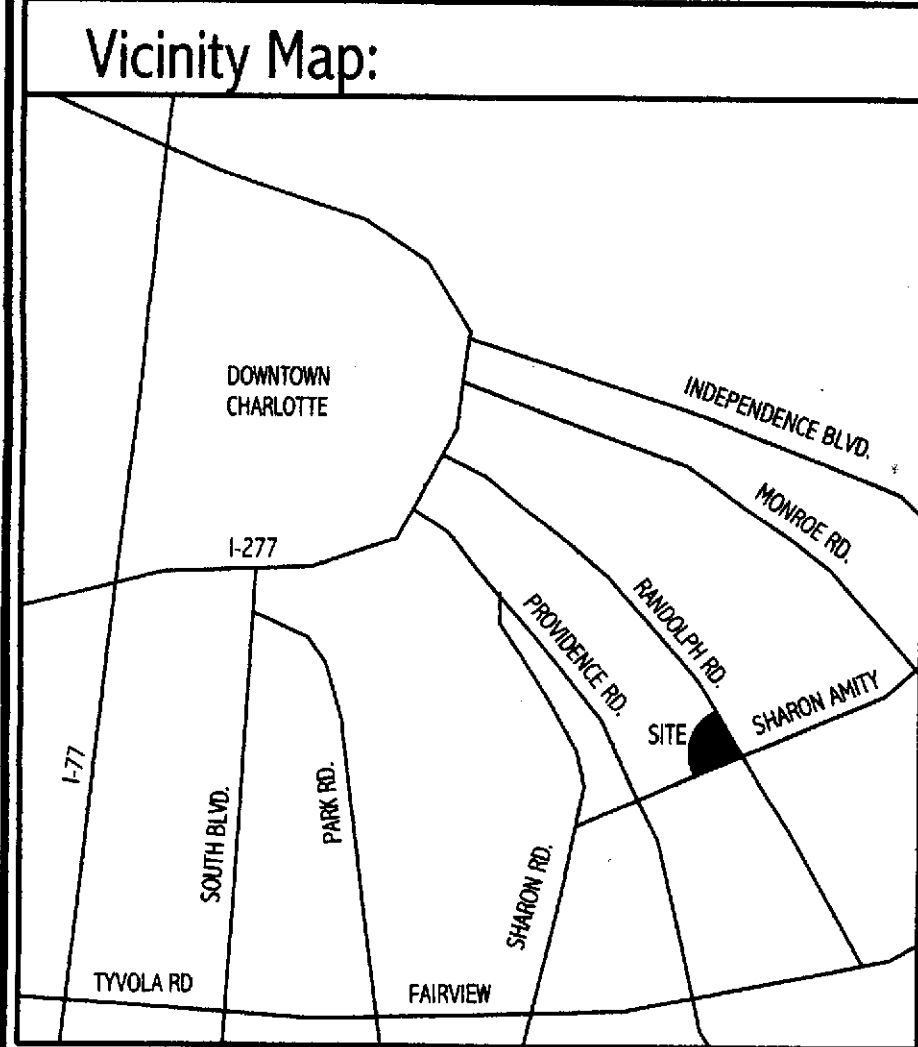 Vicinity Map:
DOWNTOWN
CHARLOTTE
INDEPENDENCE BLVD.
MONROE RD.
I-277
RANDOLPH RD.
PROVIDENCE RD.
SHARON AMITY
SITE
I-77
PARK RD.
SOUTH BLVD.
SHARON RD.
TYVOLA RD
FAIRVIEW